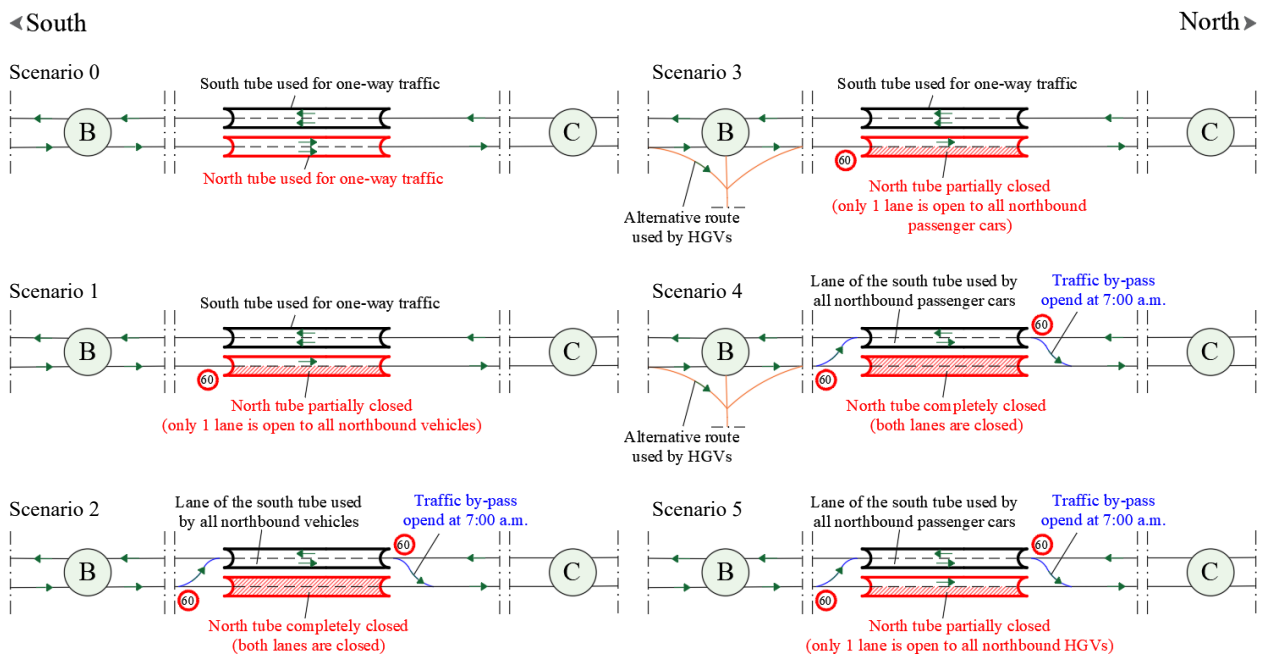 South
North
Scenario 0
South tube used for one-way traffic
B
C
North tube used for one-way traffic
Scenario 3
South tube used for one-way traffic
B
C
60
North tube partially closed
(only 1 lane is open to all northbound
passenger cars)
Alternative route
used by HGVs
Scenario 1
South tube used for one-way traffic
B
C
60
North tube partially closed
(only 1 lane is open to all northbound vehicles)
Scenario 4
Lane of the south tube used by
all northbound passenger cars
Traffic by-pass
opend at 7:00 a.m.
60
B
C
60
North tube completely closed
(both lanes are closed)
Alternative route
used by HGVs
Scenario 2
Lane of the south tube used
by all northbound vehicles
Traffic by-pass
opend at 7:00 a.m.
60
B
C
60
North tube completely closed
(both lanes are closed)
Scenario 5
Lane of the south tube used by
all northbound passenger cars
Traffic by-pass
opend at 7:00 a.m.
60
B
C
60
North tube partially closed
(only 1 lane is open to all northbound HGVs)